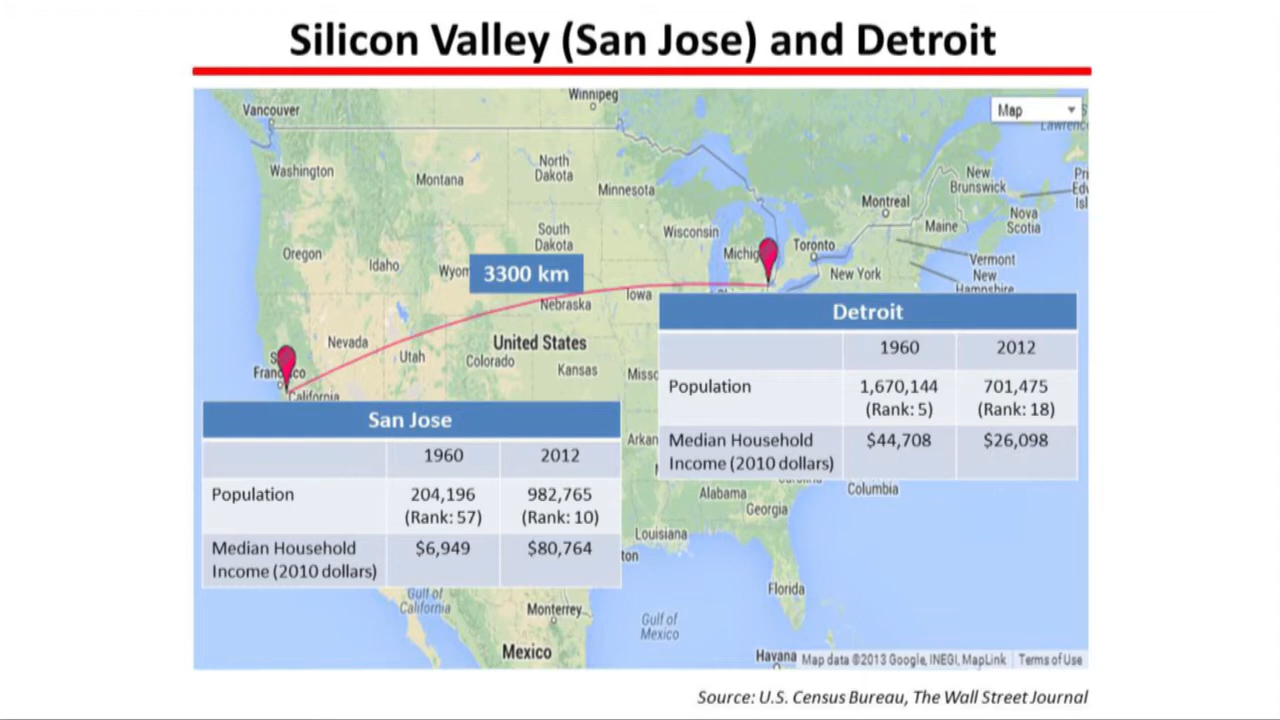 Silicon Valley (San Jose) and Detroit
Winnipeg
Vancouver
Map
Washington
North
Dakota
Montana
Minnesota
New
Brunswick
Montreal
Nova
Scotia
Maine
South
Dakota
Wisconsin
Toronto
Oregon
Idaho
3300 km
New York
Vermont
New
Hampshire
Iowa
Nebraska
Nevada
Utah
United States
Colorado
Kansas
California
Detroit
1960 2012
Population 1,670,144 701,475
(Rank: 5) (Rank: 18)
Median Household $44,708 $26,098
Income (2010 dollars)
San Jose
1960 2012
Population 204,196 982,765
(Rank: 57) (Rank: 10)
Median Household $6,949 $80,764
Income (2010 dollars)
Alabama
Columbia
Georgia
Louisiana
Florida
Gulf of
California
Monterrey
Gulf of
Mexico
Mexico
Havana
Map data ©2013 Google, INEGI, MapLink Terms of Use
Source: U.S. Census Bureau, The Wall Street Journal